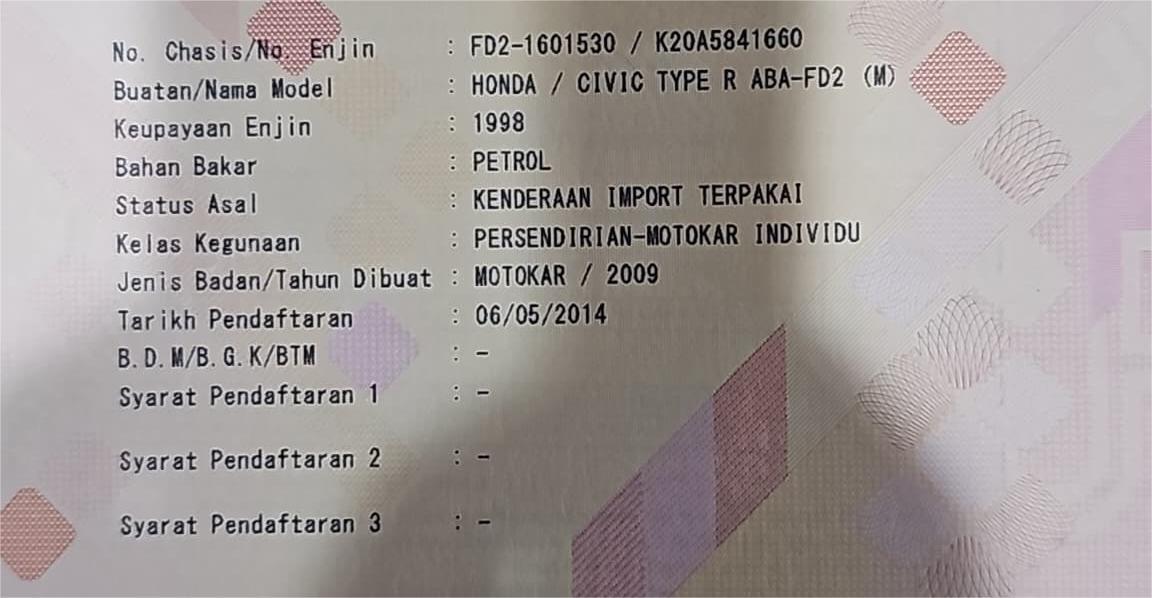 No. Chasis/No. Enjin : FD2-1601530 / K20A5841660
Buatan/Nama Model : HONDA / CIVIC TYPE R ABA-FD2 (M)
Keupayaan Enjin : 1998
Bahan Bakar : PETROL
Status Asal : KENDERAAN IMPORT TERPAKAI
Kelas Kegunaan : PERSENDIRIAN-MOTOKAR INDIVIDU
Jenis Badan/Tahun Dibuat : MOTOKAR / 2009
Tarikh Pendaftaran : 06/05/2014
B.D.M/B.G.K/BTM : -
Syarat Pendaftaran 1 : -
Syarat Pendaftaran 2 : -
Syarat Pendaftaran 3 : -